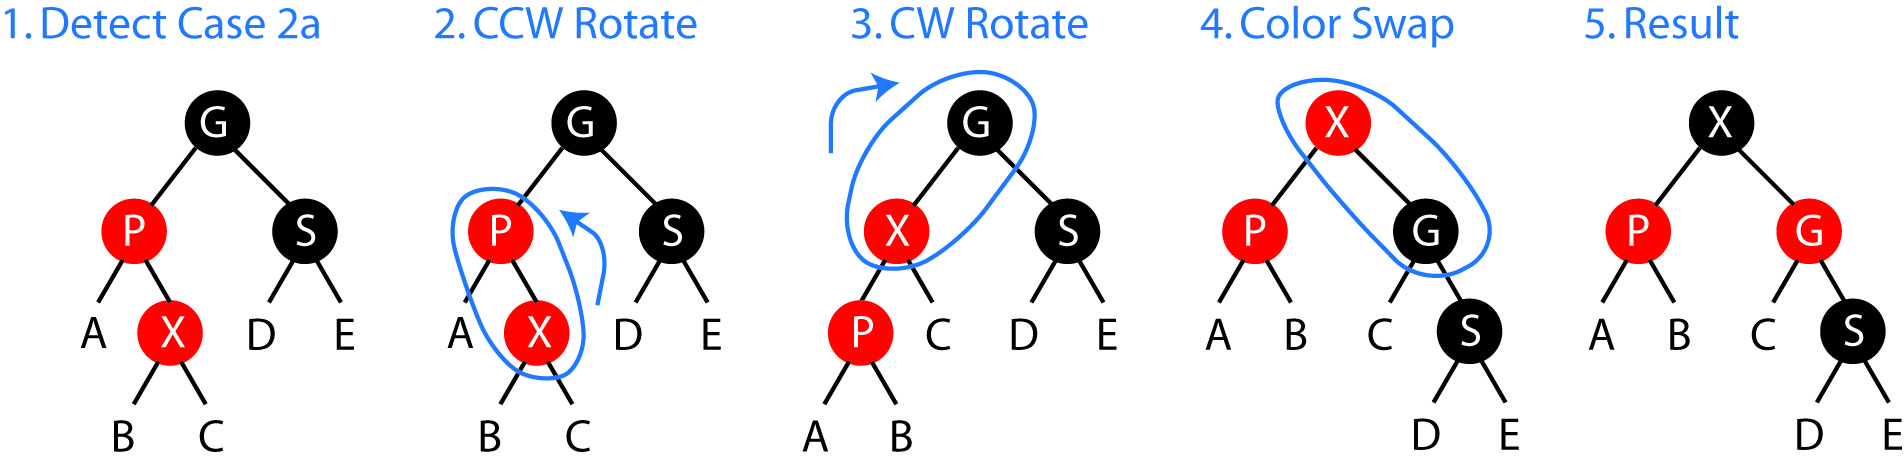 1. Detect Case 2a
2. CCW Rotate
3. CW Rotate
4. Color Swap
5. Result
G
P
S
A
X
D
E
B
C
G
P
S
A
X
D
E
B
C
G
X
S
P
C
D
E
A
B
X
P
G
A
B
C
S
D
E
X
P
G
A
B
C
S
D
E